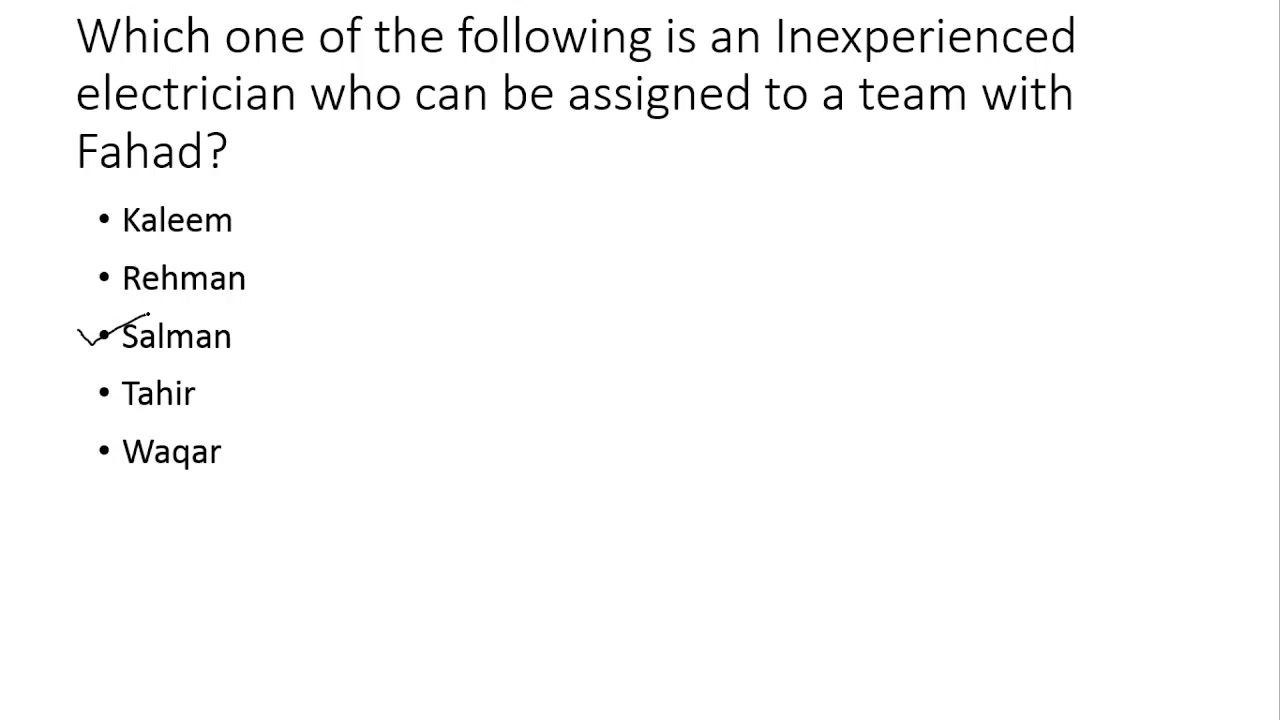 Which one of the following is an Inexperienced
electrician who can be assigned to a team with
Fahad?
• Kaleem
• Rehman
• Salman
• Tahir
• Waqar